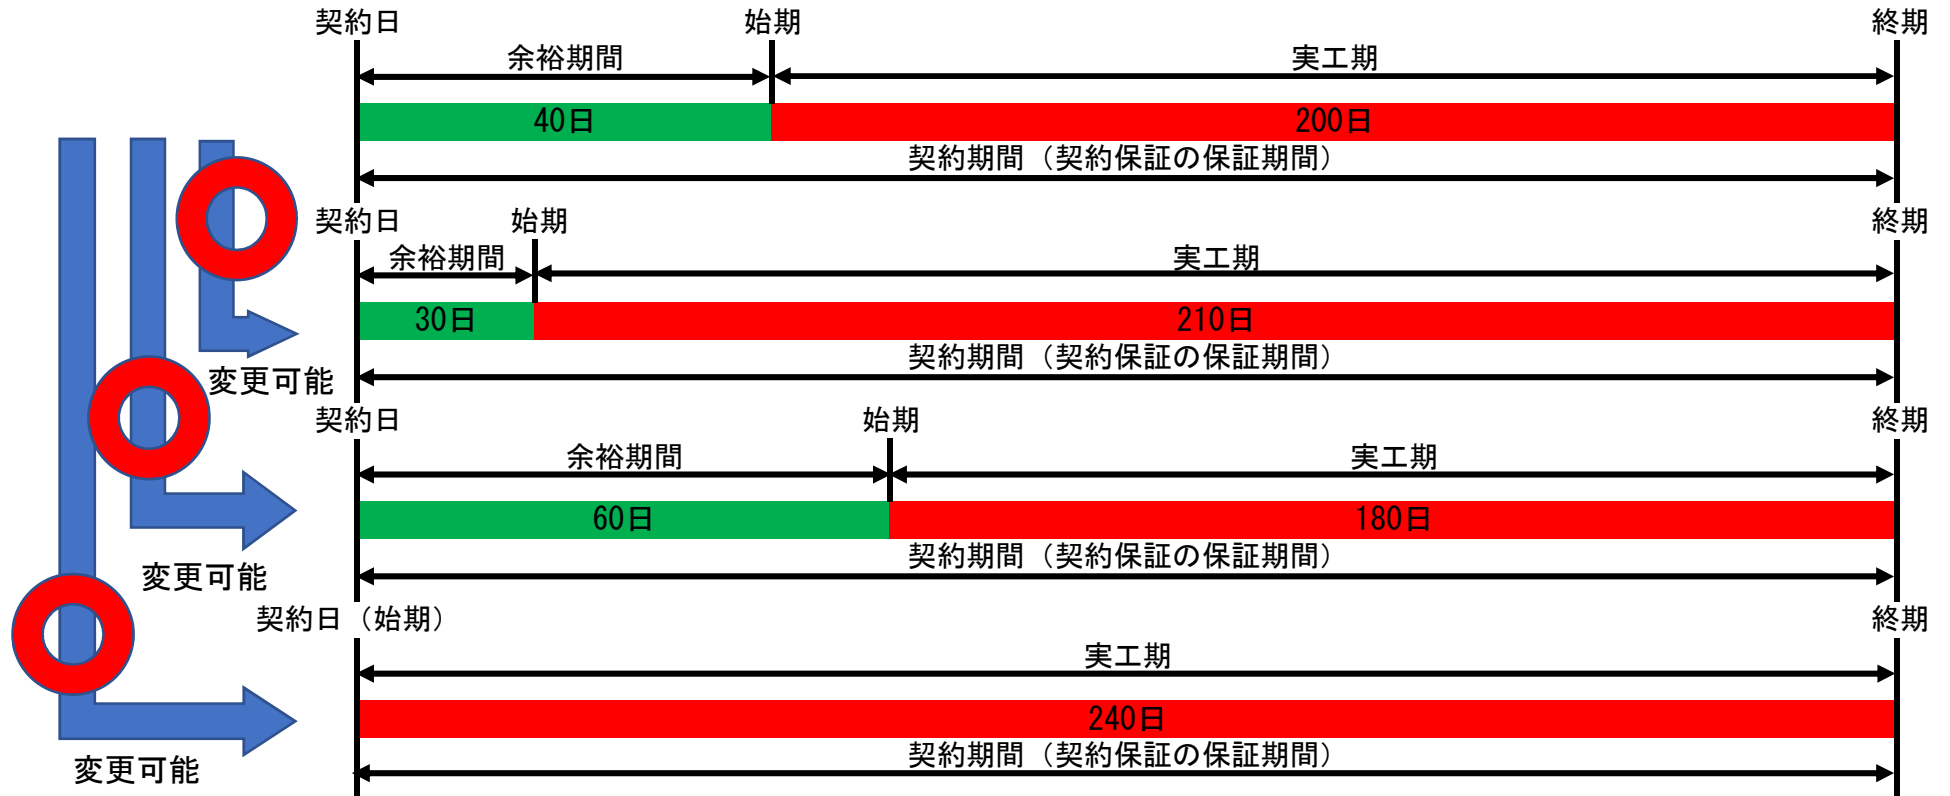 契約日
始期
終期
余裕期間
実工期
40日
200日
契約期間（契約保証の保証期間）
契約日
始期
終期
余裕期間
実工期
30日
210日
契約期間（契約保証の保証期間）
変更可能
契約日
始期
終期
余裕期間
実工期
60日
180日
契約期間（契約保証の保証期間）
変更可能
契約日（始期）
終期
実工期
240日
契約期間（契約保証の保証期間）
変更可能